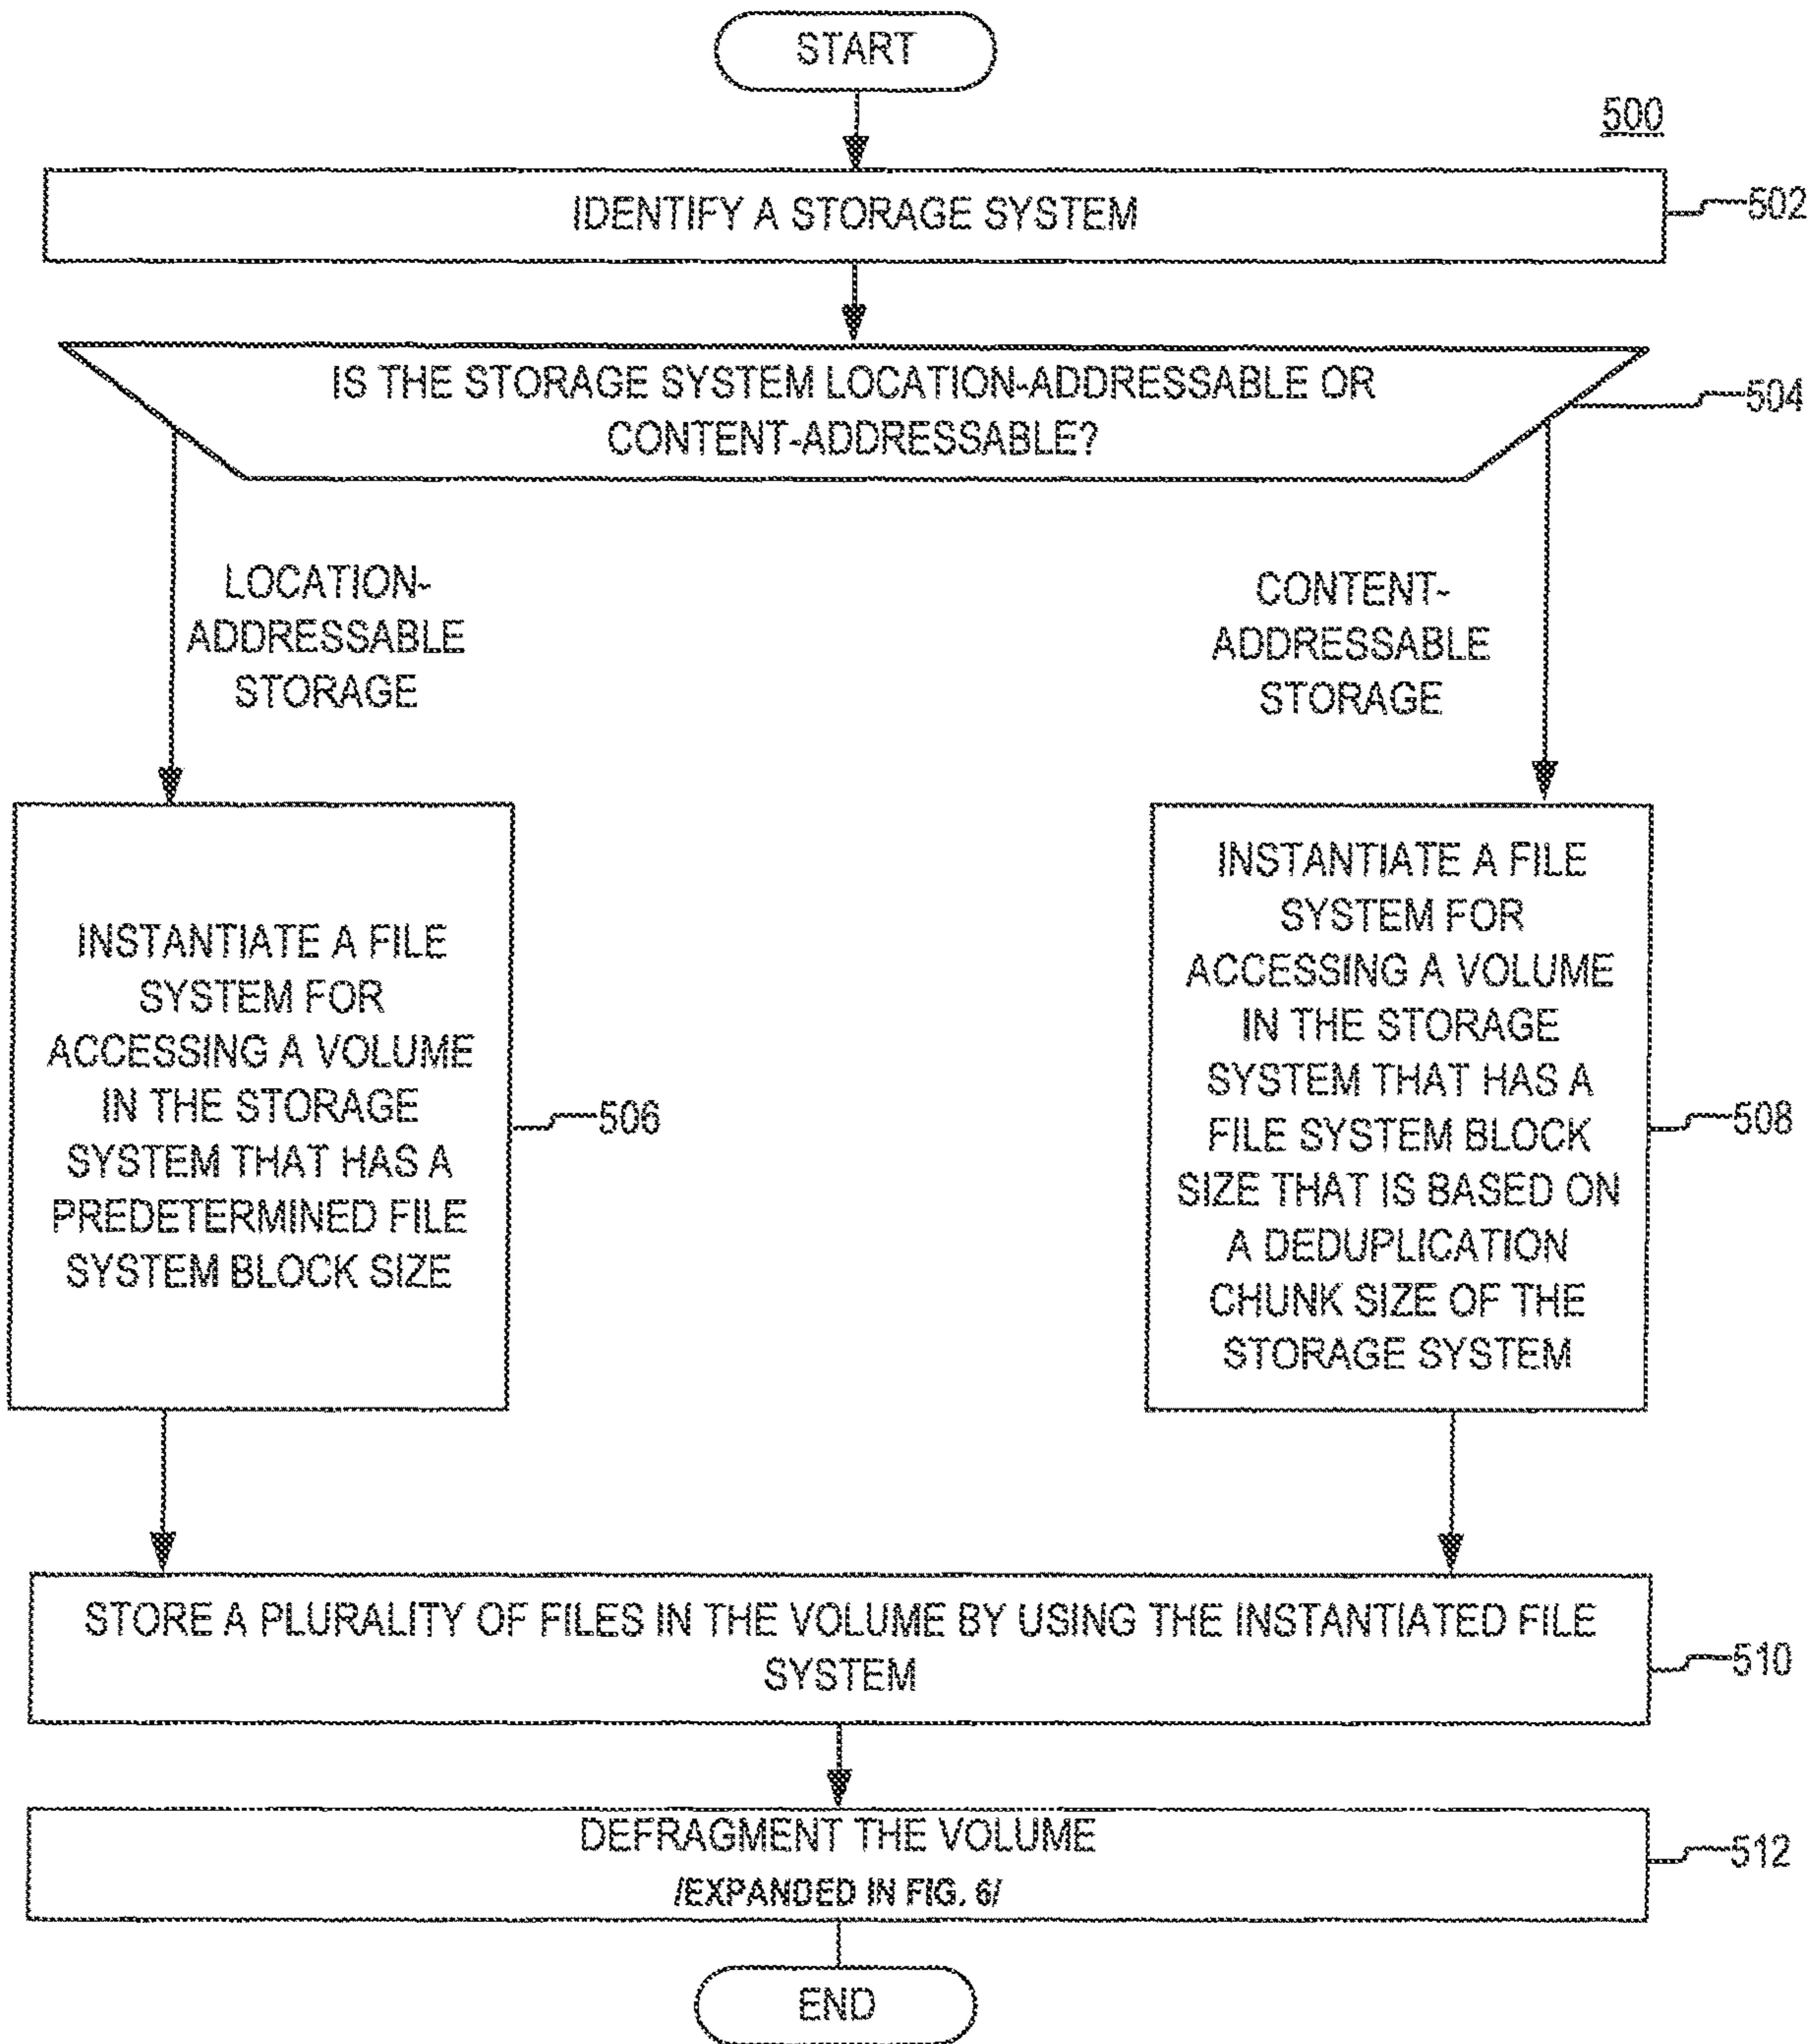 START
500
IDENTIFY A STORAGE SYSTEM
502
IS THE STORAGE SYSTEM LOCATION-ADDRESSABLE OR
CONTENT-ADDRESSABLE?
504
LOCATION-
ADDRESSABLE
STORAGE
CONTENT-
ADDRESSABLE
STORAGE
INSTANTIATE A FILE
SYSTEM FOR
ACCESSING A VOLUME
IN THE STORAGE
SYSTEM THAT HAS A
PREDETERMINED FILE
SYSTEM BLOCK SIZE
506
INSTANTIATE A FILE
SYSTEM FOR
ACCESSING A VOLUME
IN THE STORAGE
SYSTEM THAT HAS A
FILE SYSTEM BLOCK
SIZE THAT IS BASED ON
A DEDUPLICATION
CHUNK SIZE OF THE
STORAGE SYSTEM
508
STORE A PLURALITY OF FILES IN THE VOLUME BY USING THE INSTANTIATED FILE
SYSTEM
510
DEFRAGMENT THE VOLUME
/EXPANDED IN FIG. 6/
512
END